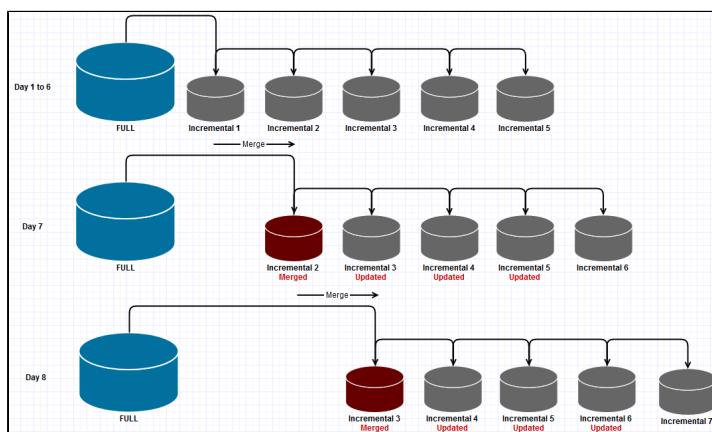 Day 1 to 6
FULL
Incremental 1
Incremental 2
Incremental 3
Incremental 4
Incremental 5
Merge
Day 7
FULL
Incremental 2
Merged
Incremental 3
Updated
Incremental 4
Updated
Incremental 5
Updated
Incremental 6
Merge
Day 8
FULL
Incremental 3
Merged
Incremental 4
Updated
Incremental 5
Updated
Incremental 6
Updated
Incremental 7